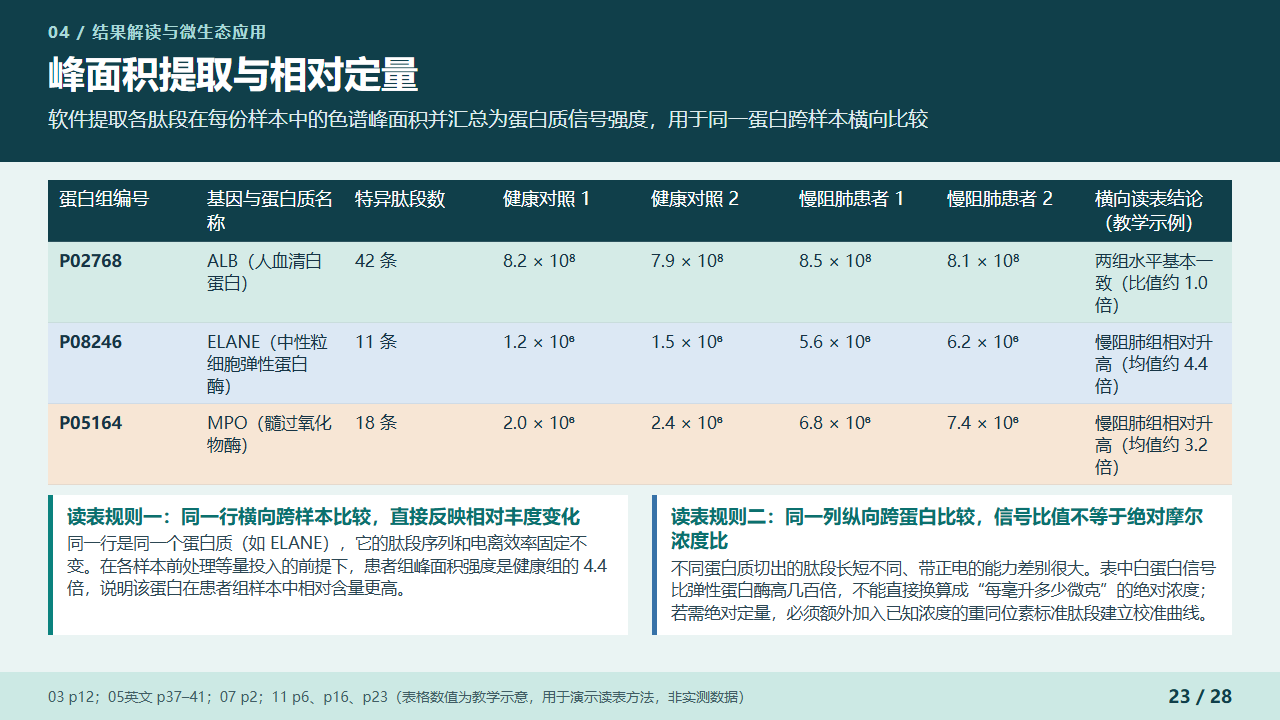 04 / 结果解读与微生态应用
峰面积提取与相对定量
软件提取各肽段在每份样本中的色谱峰面积并汇总为蛋白质信号强度，用于同一蛋白跨样本横向比较
蛋白组编号 基因与蛋白质名称 特异肽段数 健康对照 1 健康对照 2 慢阻肺患者 1 慢阻肺患者 2 横向读表结论（教学示例）
P02768 ALB（人血清白蛋白） 42 条 8.2 × 10⁸ 7.9 × 10⁸ 8.5 × 10⁸ 8.1 × 10⁸ 两组水平基本一致（比值约 1.0 倍）
P08246 ELANE（中性粒细胞弹性蛋白酶） 11 条 1.2 × 10⁶ 1.5 × 10⁶ 5.6 × 10⁶ 6.2 × 10⁶ 慢阻肺组相对升高（均值约 4.4 倍）
P05164 MPO（髓过氧化物酶） 18 条 2.0 × 10⁶ 2.4 × 10⁶ 6.8 × 10⁶ 7.4 × 10⁶ 慢阻肺组相对升高（均值约 3.2 倍）
读表规则一：同一行横向跨样本比较，直接反映相对丰度变化
同一行是同一个蛋白质（如 ELANE），它的肽段序列和电离效率固定不
变。在各样本前处理等量投入的前提下，患者组峰面积强度是健康组的 4.4
倍，说明该蛋白在患者组样本中相对含量更高。
读表规则二：同一列纵向跨蛋白比较，信号比值不等于绝对摩尔
浓度比
不同蛋白质切出的肽段长短不同、带正电的能力差别很大。表中白蛋白信号
比弹性蛋白酶高几百倍，不能直接换算成“每毫升多少微克”的绝对浓度；
若需绝对定量，必须额外加入已知浓度的重同位素标准肽段建立校准曲线。
03 p12；05英文 p37–41；07 p2；11 p6、p16、p23（表格数值为教学示意，用于演示读表方法，非实测数据）
23 / 28